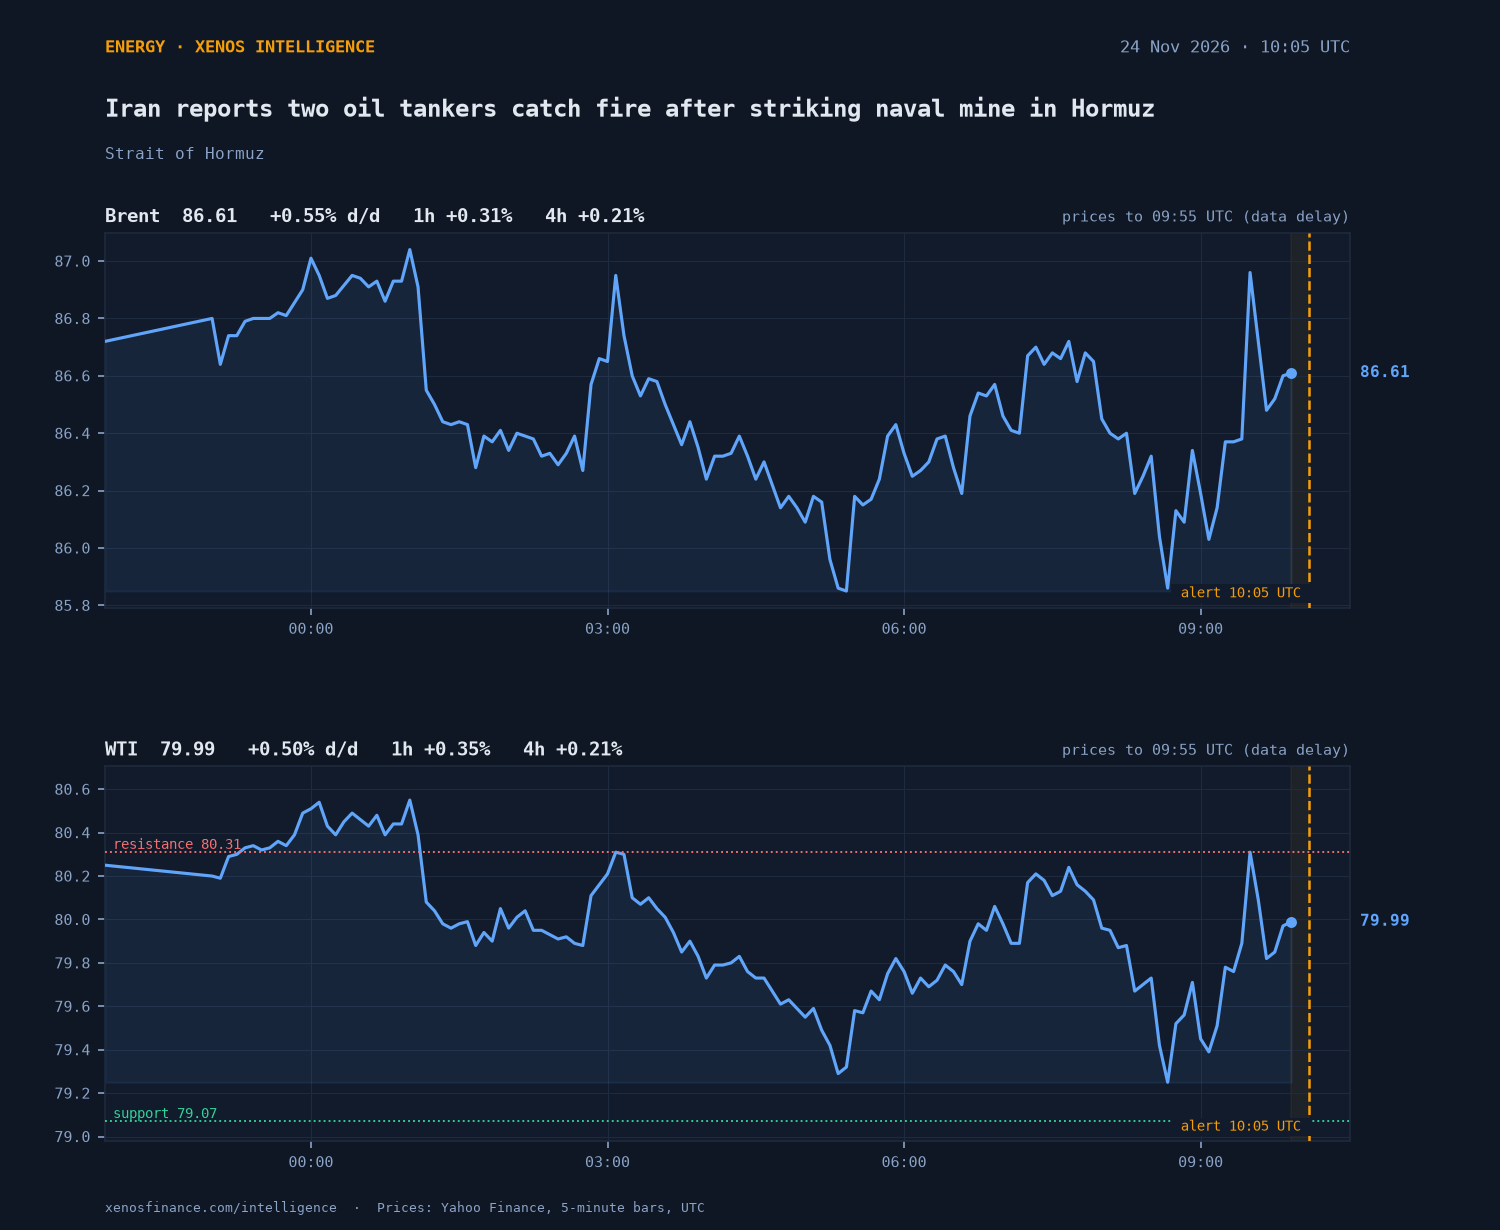 ENERGY · XENOS INTELLIGENCE
24 Nov 2026 · 10:05 UTC
Iran reports two oil tankers catch fire after striking naval mine in Hormuz
Strait of Hormuz
Brent 86.61 +0.55% d/d 1h +0.31% 4h +0.21%
prices to 09:55 UTC (data delay)
87.0
86.8
86.6
86.4
86.2
86.0
85.8
86.61
alert 10:05 UTC
00:00
03:00
06:00
09:00
WTI 79.99 +0.50% d/d 1h +0.35% 4h +0.21%
prices to 09:55 UTC (data delay)
80.6
80.4
80.2
80.0
79.8
79.6
79.4
79.2
79.0
resistance 80.31
79.99
support 79.07
alert 10:05 UTC
00:00
03:00
06:00
09:00
xenosfinance.com/intelligence · Prices: Yahoo Finance, 5-minute bars, UTC